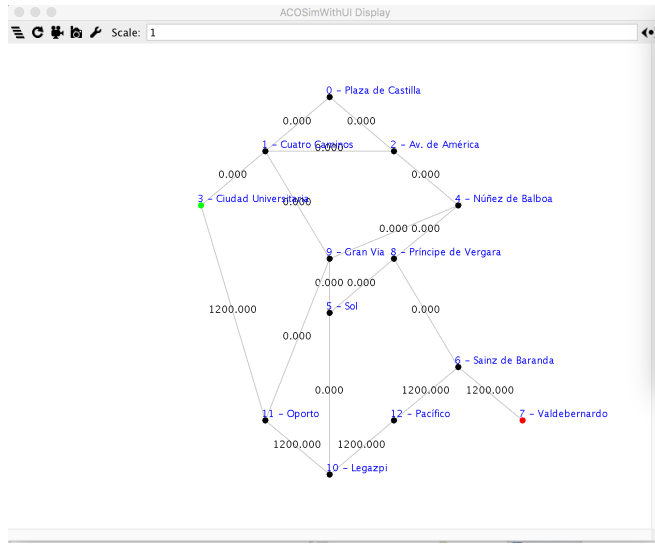 ACOSimWithUI Display
Scale: 1
0 – Plaza de Castilla
0.000 0.000
1 – Cuatro Caminos
0.000
2 – Av. de América
0.000
0.000
3 – Ciudad Universitaria
0.000
4 – Núñez de Balboa
0.000 0.000
9 – Gran Via
8 – Príncipe de Vergara
0.000 0.000
5 – Sol
1200.000
0.000
0.000
6 – Sainz de Baranda
0.000
1200.000
1200.000
11 – Oporto
12 – Pacífico
7 – Valdebernardo
1200.000
1200.000
10 – Legazpi